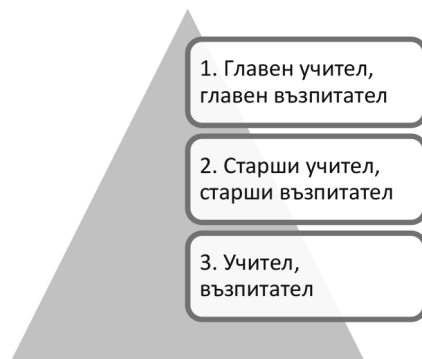 1. Главен учител,
главен възпитател
2. Старши учител,
старши възпитател
3. Учител,
възпитател